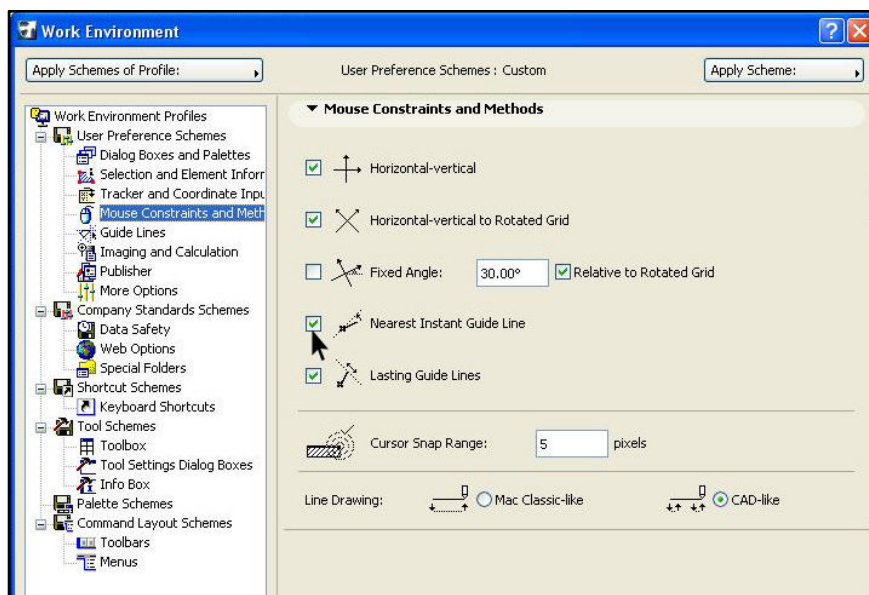 Work Environment
Apply Schemes of Profile:
User Preference Schemes : Custom
Apply Scheme:
Work Environment Profiles
User Preference Schemes
Dialog Boxes and Palettes
Selection and Element Inforr
Tracker and Coordinate Inpu
Mouse Constraints and Meth
Guide Lines
Imaging and Calculation
Publisher
More Options
Company Standards Schemes
Data Safety
Web Options
Special Folders
Shortcut Schemes
Keyboard Shortcuts
Tool Schemes
Toolbox
Tool Settings Dialog Boxes
Info Box
Palette Schemes
Command Layout Schemes
Toolbars
Menus
Mouse Constraints and Methods
Horizontal-vertical
Horizontal-vertical to Rotated Grid
Fixed Angle: 30.00° Relative to Rotated Grid
Nearest Instant Guide Line
Lasting Guide Lines
Cursor Snap Range: 5 pixels
Line Drawing: Mac Classic-like CAD-like